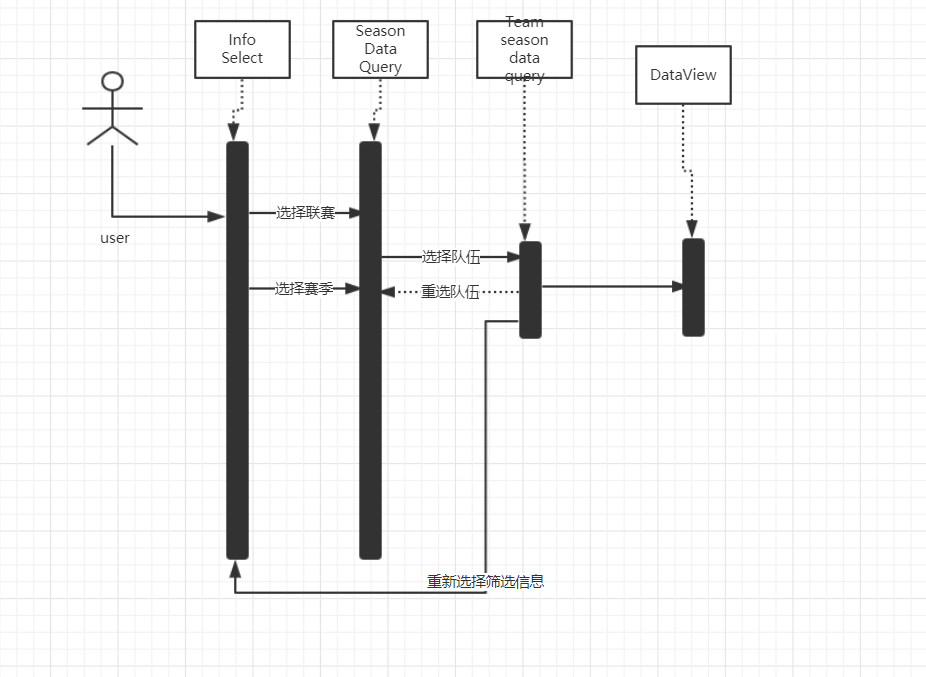 Info
Select
Season
Data
Query
Team
season
data
query
DataView
user
选择联赛
选择队伍
选择赛季
重选队伍
重新选择筛选信息